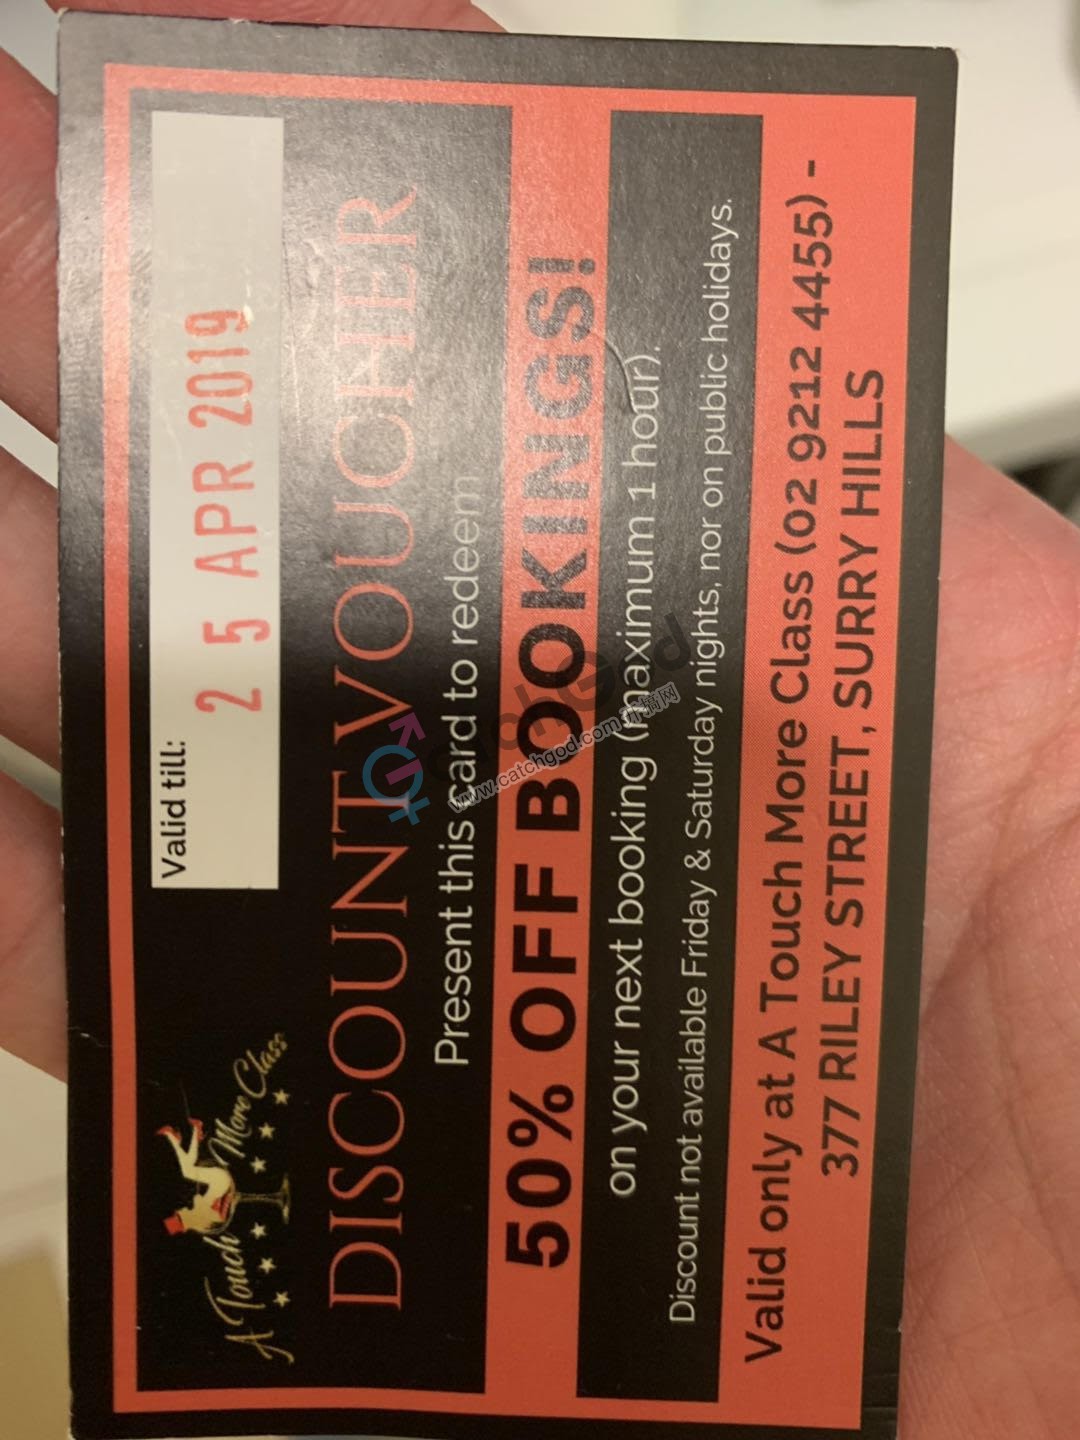 A Touch More Class
Valid till:
25 APR 2019
DISCOUNT VOUCHER
Present this card to redeem
50% OFF BOOKINGS!
on your next booking (maximum 1 hour).
Discount not available Friday & Saturday nights, nor on public holidays.
Valid only at A Touch More Class (02 9212 4455) -
377 RILEY STREET, SURRY HILLS
CatchGod
www.catchgod.com